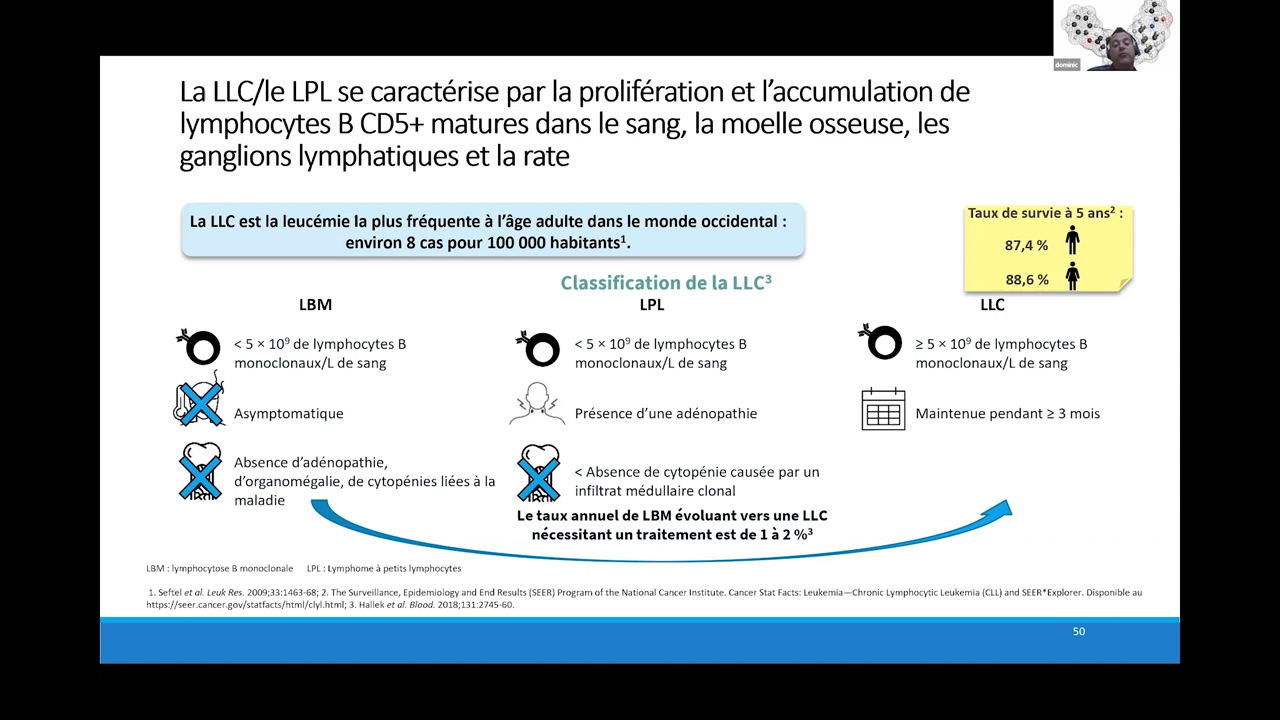 dominic
La LLC/le LPL se caractérise par la prolifération et l’accumulation de
lymphocytes B CD5+ matures dans le sang, la moelle osseuse, les
ganglions lymphatiques et la rate
La LLC est la leucémie la plus fréquente à l’âge adulte dans le monde occidental :
environ 8 cas pour 100 000 habitants¹.
Taux de survie à 5 ans² :
87,4 %
88,6 %
Classification de la LLC³
LBM
< 5 × 10⁹ de lymphocytes B
monoclonaux/L de sang
Asymptomatique
Absence d’adénopathie,
d’organomégalie, de cytopénies liées à la
maladie
LPL
< 5 × 10⁹ de lymphocytes B
monoclonaux/L de sang
Présence d’une adénopathie
< Absence de cytopénie causée par un
infiltrat médullaire clonal
LLC
≥ 5 × 10⁹ de lymphocytes B
monoclonaux/L de sang
Maintenue pendant ≥ 3 mois
Le taux annuel de LBM évoluant vers une LLC
nécessitant un traitement est de 1 à 2 %³
LBM : lymphocytose B monoclonale LPL : Lymphome à petits lymphocytes
1. Seftel et al. Leuk Res. 2009;33:1463-68; 2. The Surveillance, Epidemiology and End Results (SEER) Program of the National Cancer Institute. Cancer Stat Facts: Leukemia—Chronic Lymphocytic Leukemia (CLL) and SEER*Explorer. Disponible au
https://seer.cancer.gov/statfacts/html/clyl.html; 3. Hallek et al. Blood. 2018;131:2745-60.
50